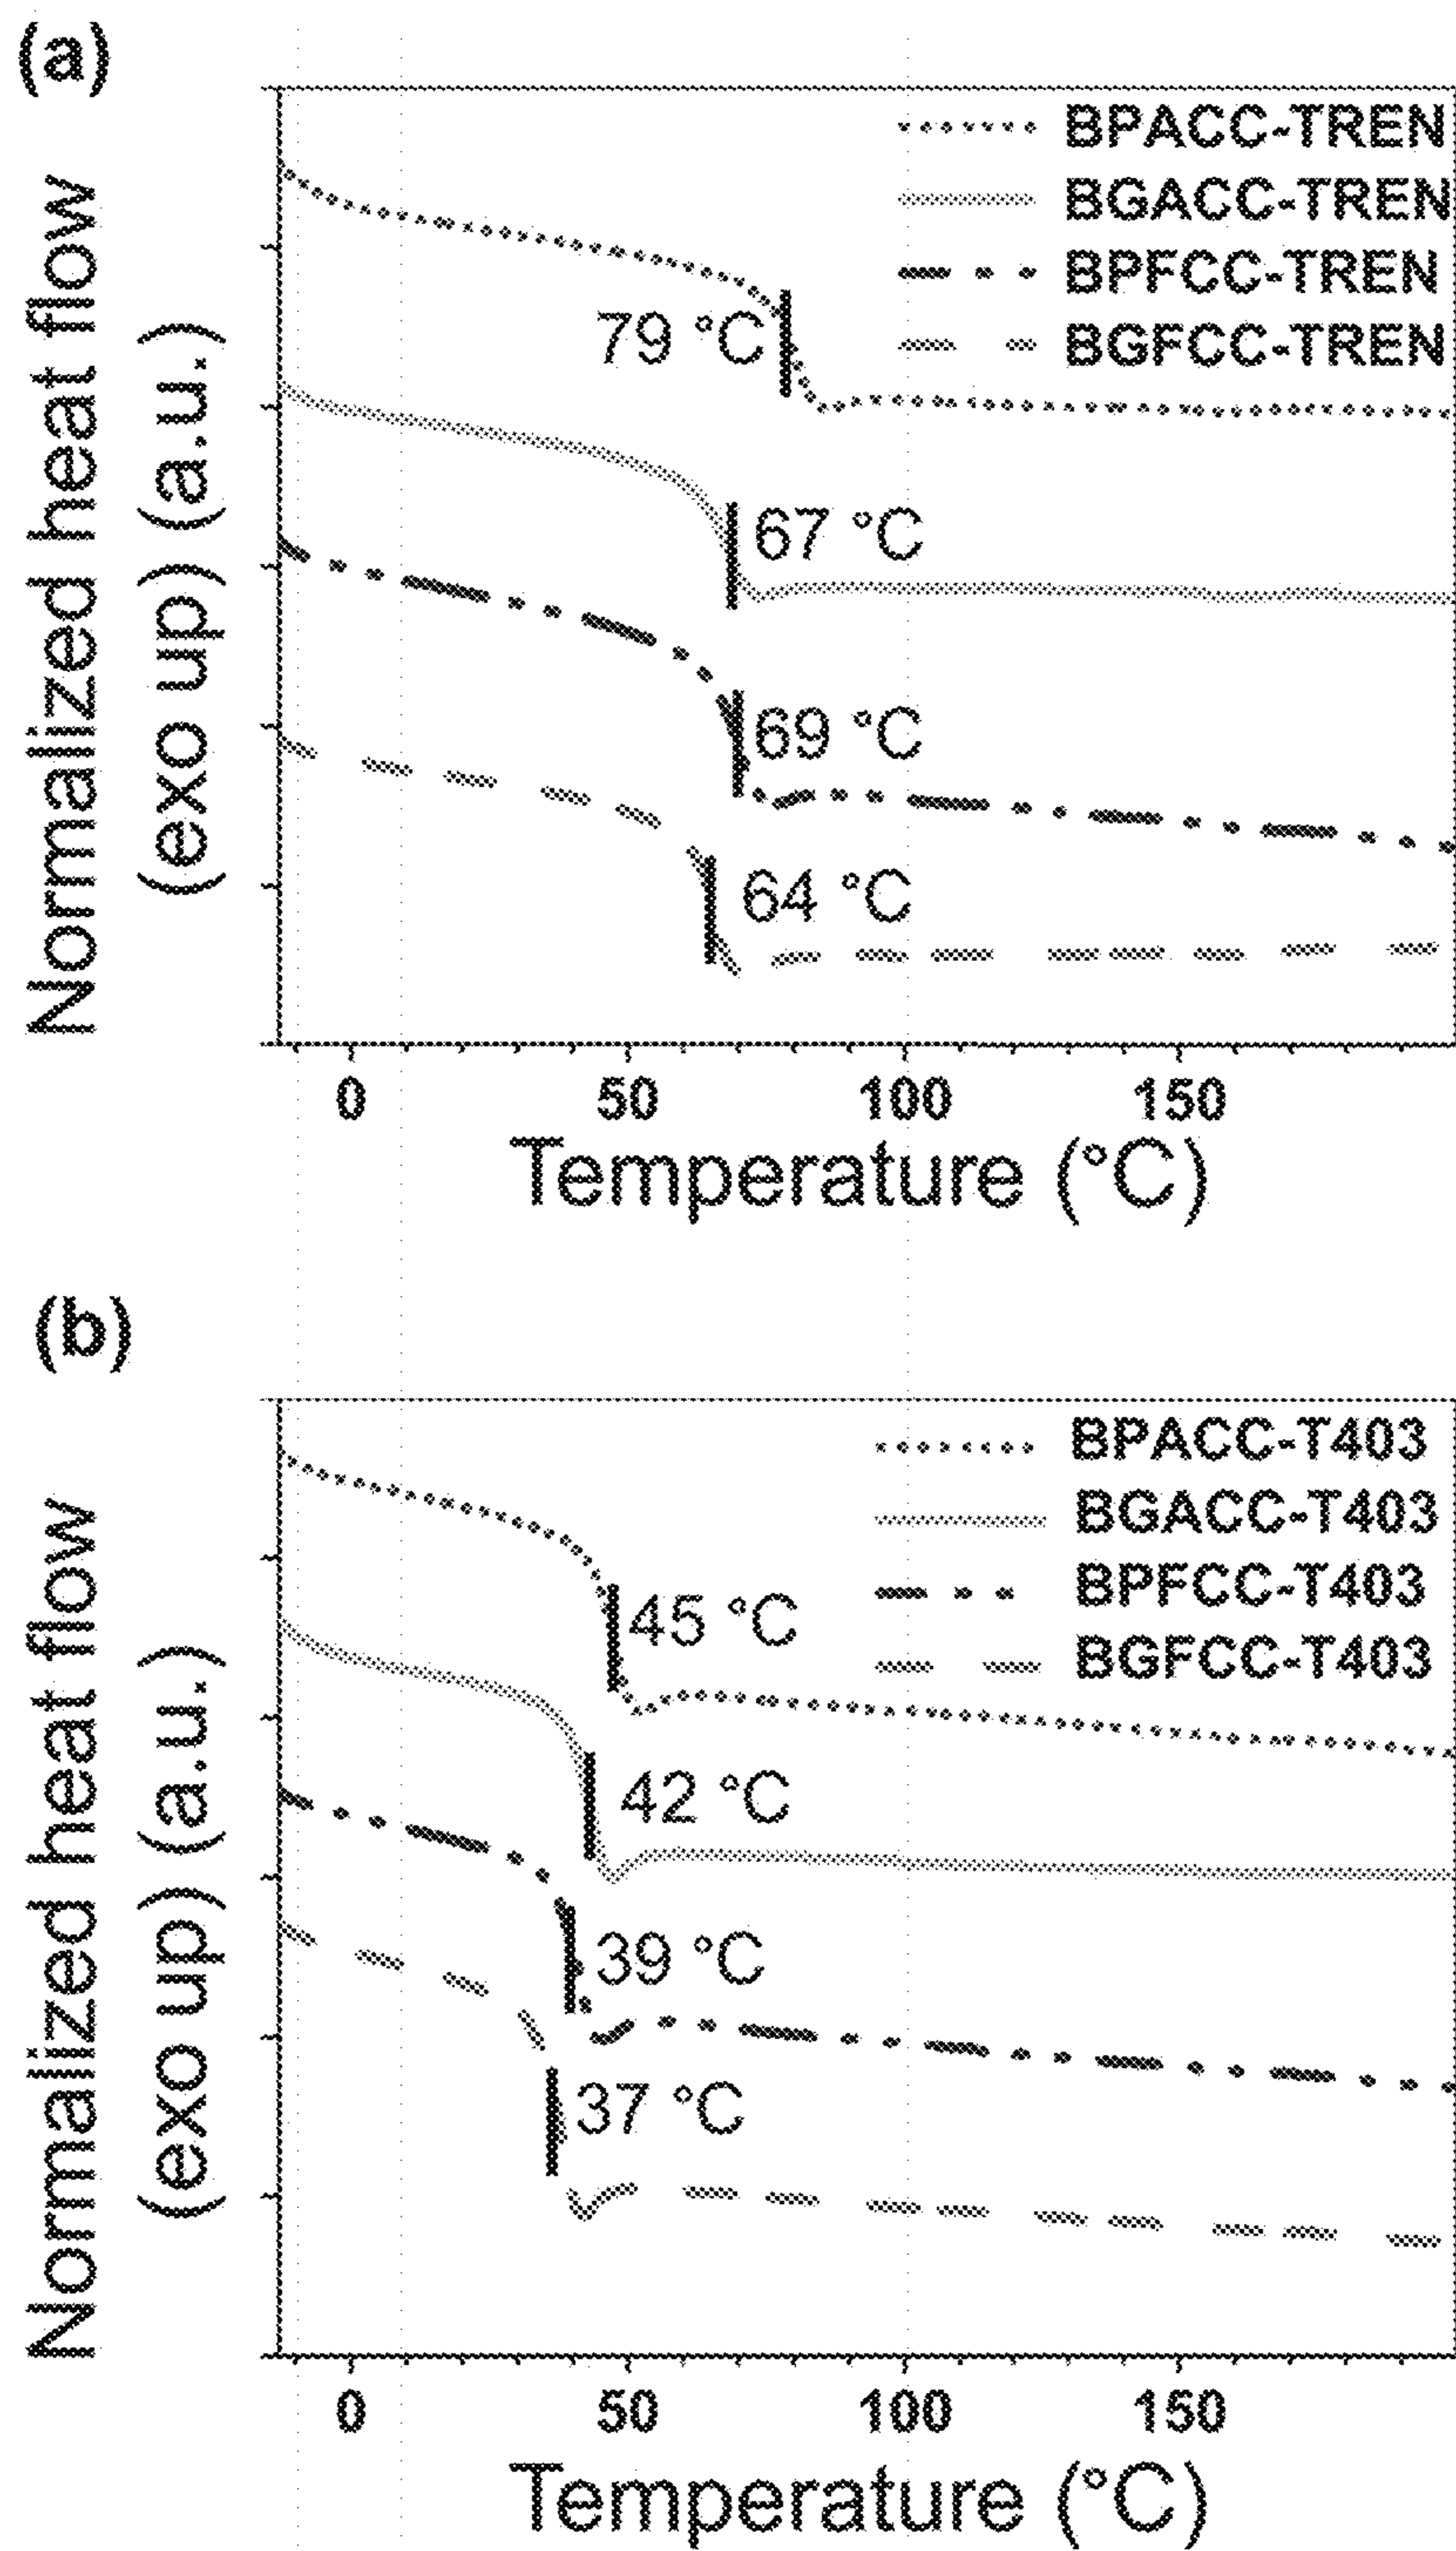 (a)
Normalized heat flow
(exo up) (a.u.)
BPACC-TREN
BGACC-TREN
BPFCC-TREN
BGFCC-TREN
79 °C
67 °C
69 °C
64 °C
0 50 100 150
Temperature (°C)
(b)
Normalized heat flow
(exo up) (a.u.)
BPACC-T403
BGACC-T403
BPFCC-T403
BGFCC-T403
45 °C
42 °C
39 °C
37 °C
0 50 100 150
Temperature (°C)